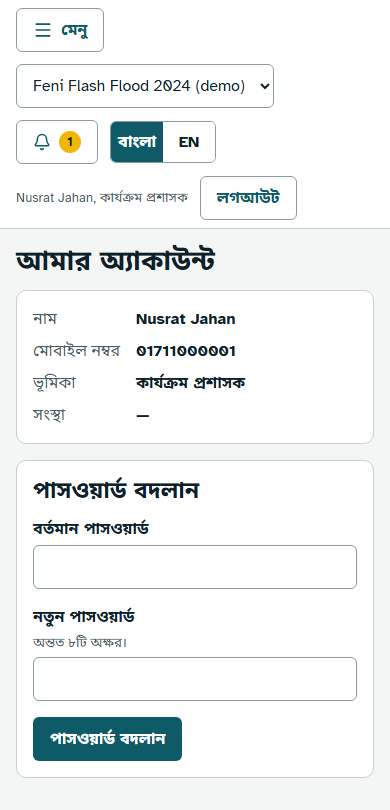 মেনু
Feni Flash Flood 2024 (demo)
1
বাংলা EN
Nusrat Jahan, কার্যক্রম প্রশাসক লগআউট
আমার অ্যাকাউন্ট
নাম Nusrat Jahan
মোবাইল নম্বর 01711000001
ভূমিকা কার্যক্রম প্রশাসক
সংস্থা —
পাসওয়ার্ড বদলান
বর্তমান পাসওয়ার্ড
নতুন পাসওয়ার্ড
অন্তত ৮টি অক্ষর।
পাসওয়ার্ড বদলান